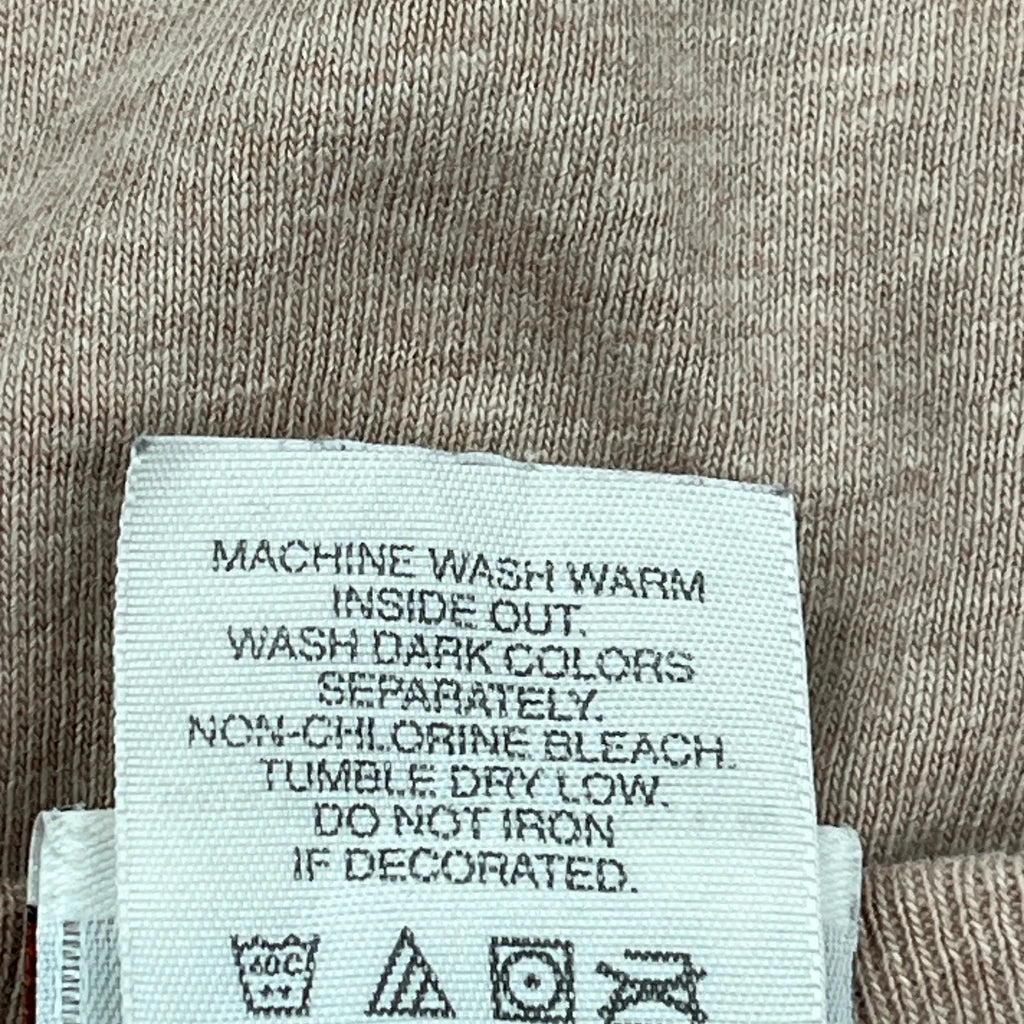 MACHINE WASH WARM
INSIDE OUT.
WASH DARK COLORS
SEPARATELY.
NON-CHLORINE BLEACH.
TUMBLE DRY LOW.
DO NOT IRON
IF DECORATED.
60C